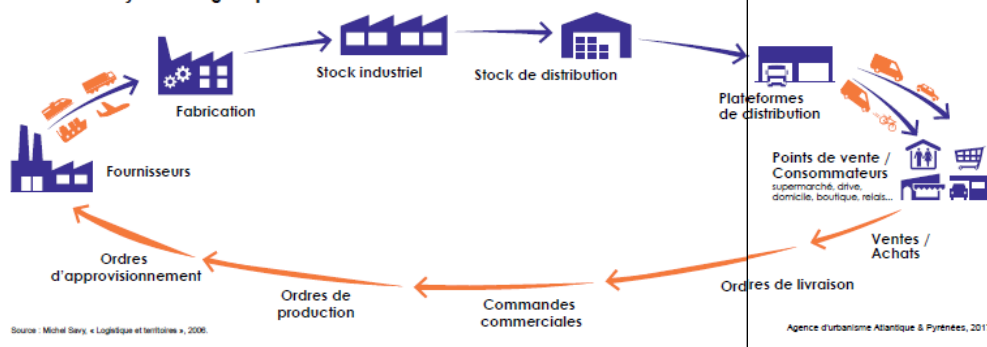 Fabrication
Stock industriel
Stock de distribution
Plateformes
de distribution
Fournisseurs
Points de vente /
Consommateurs
supermarché, drive,
domicile, boutique, relais...
Ventes /
Achats
Ordres de livraison
Commandes
commerciales
Ordres de
production
Ordres
d'approvisionnement
Source : Michel Savy, « Logistique et territoires », 2006.
Agence d'urbanisme Atlantique & Pyrénées, 201